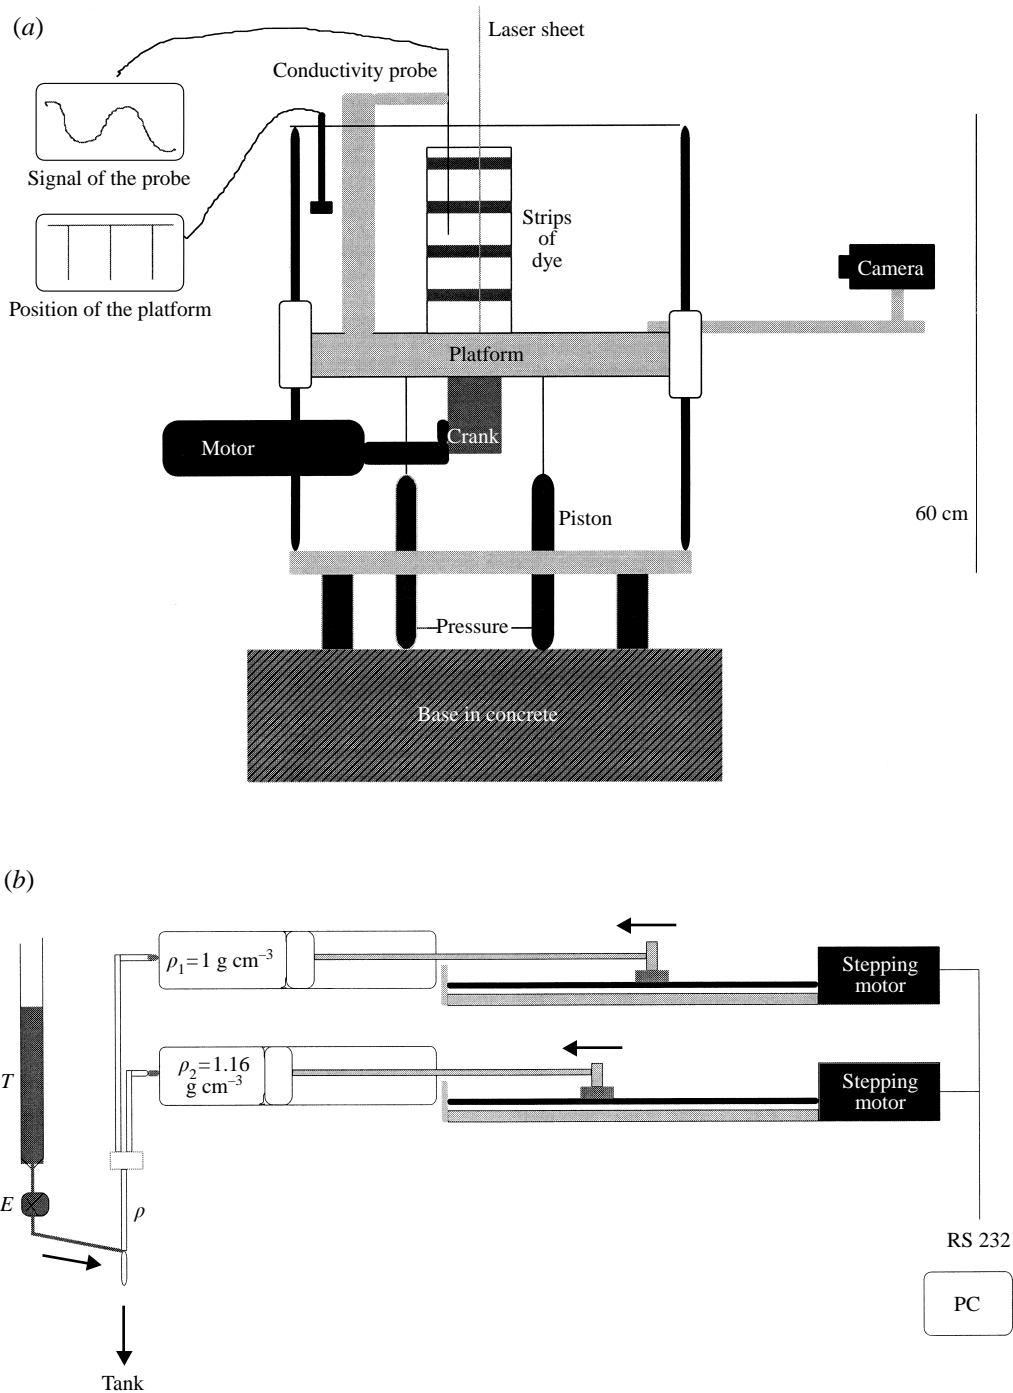 (a)
Laser sheet
Conductivity probe
Signal of the probe
Strips
of
dye
Position of the platform
Camera
Platform
Motor
Crank
Piston
60 cm
Pressure
Base in concrete
(b)
ρ1=1 g cm−3
Stepping
motor
ρ2=1.16
g cm−3
Stepping
motor
T
E
ρ
RS 232
PC
Tank